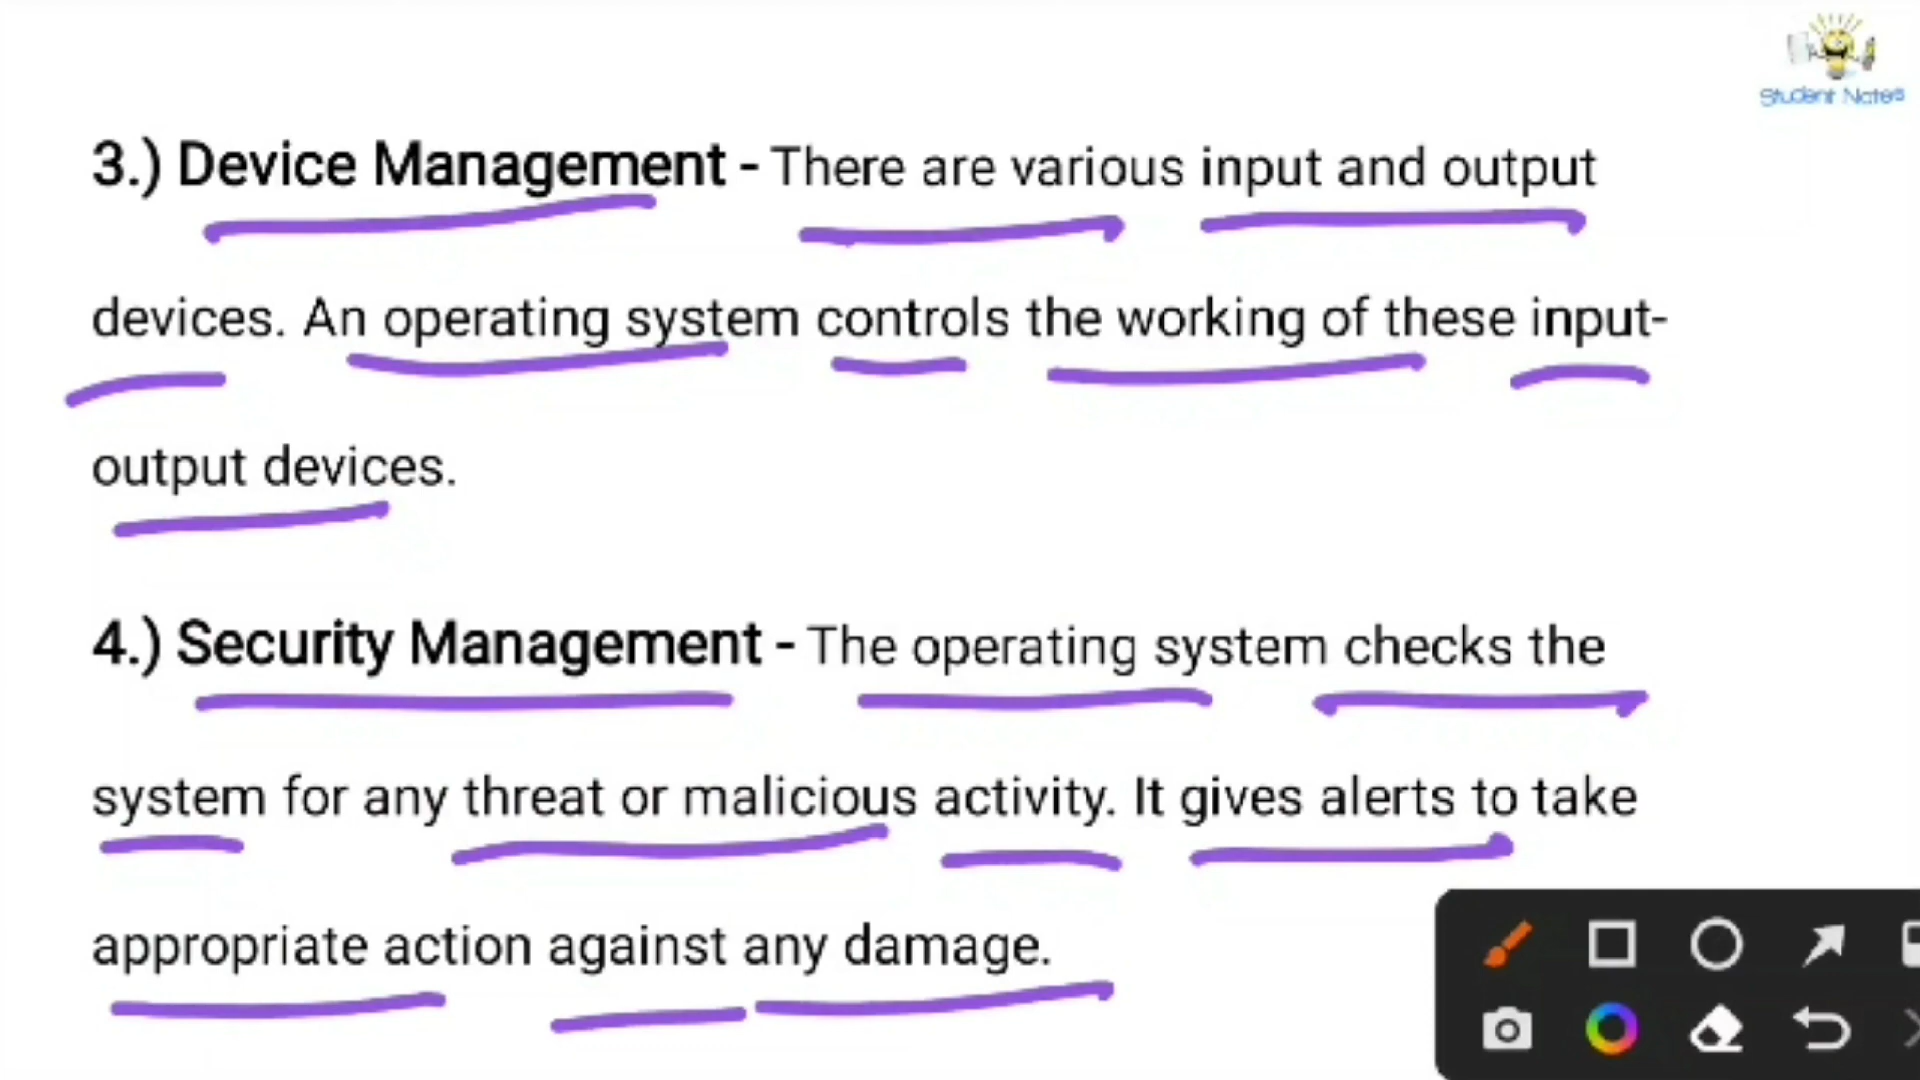 Student Notes
3.) Device Management - There are various input and output
devices. An operating system controls the working of these input-
output devices.
4.) Security Management - The operating system checks the
system for any threat or malicious activity. It gives alerts to take
appropriate action against any damage.